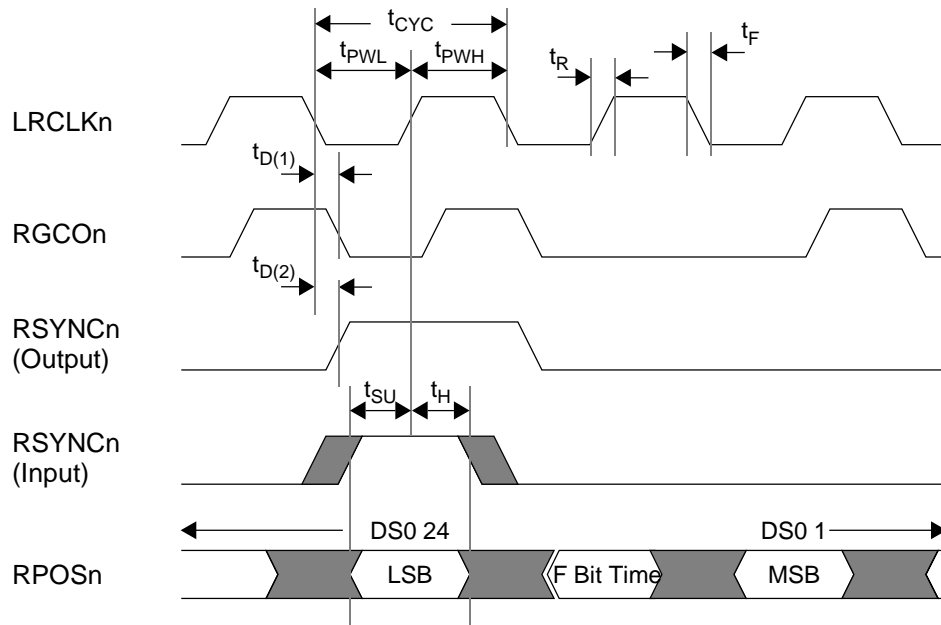 tCYC
tPWL tPWH tR tF
LRCLKn
tD(1)
RGCOn
tD(2)
RSYNCn
(Output)
tSU tH
RSYNCn
(Input)
DS0 24 DS0 1
RPOSn LSB F Bit Time MSB